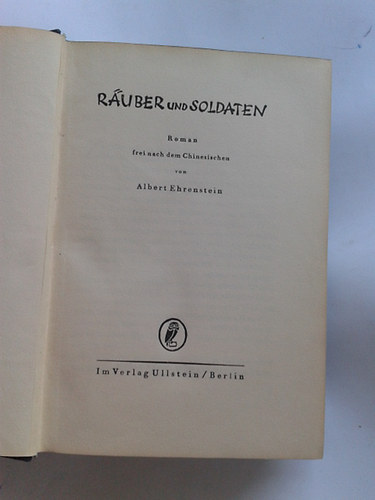 RÄUBER UND SOLDATEN
Roman
frei nach dem Chinesischen
von
Albert Ehrenstein
Im Verlag Ullstein / Berlin